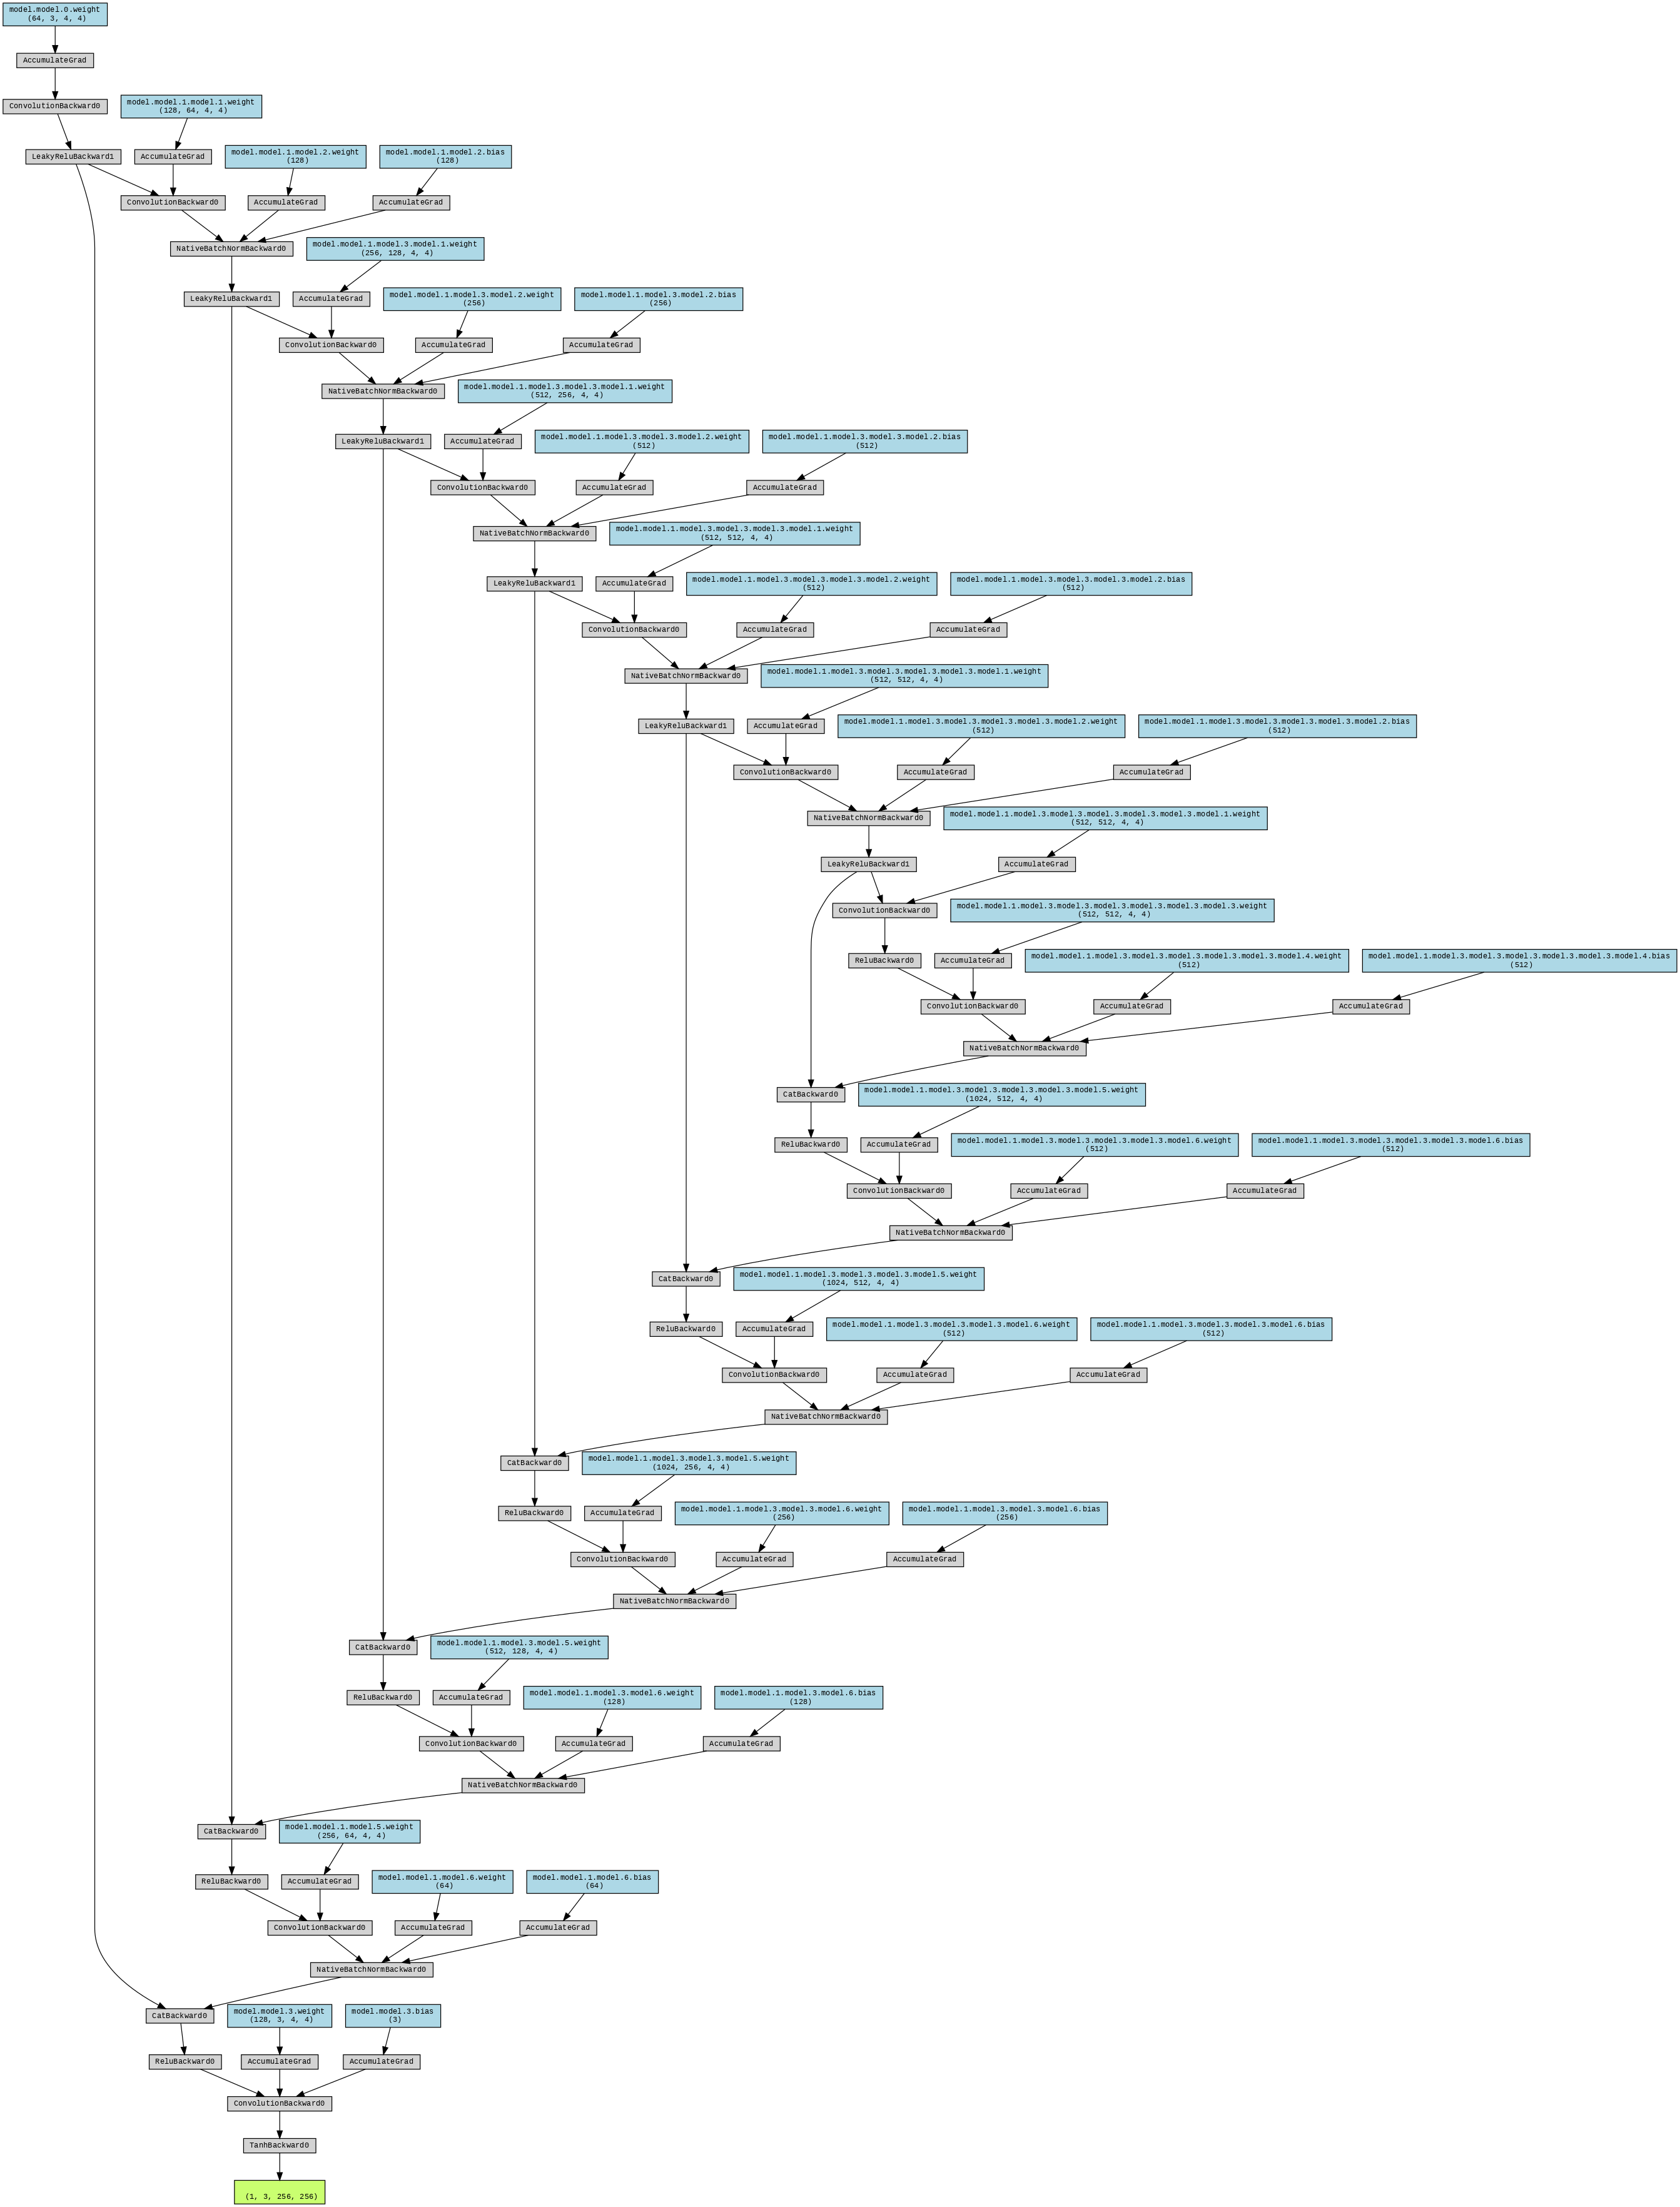 model.model.0.weight
(64, 3, 4, 4)
AccumulateGrad
ConvolutionBackward0
model.model.1.model.1.weight
(128, 64, 4, 4)
LeakyReluBackward1
AccumulateGrad
model.model.1.model.2.weight
(128)
model.model.1.model.2.bias
(128)
ConvolutionBackward0
AccumulateGrad
AccumulateGrad
NativeBatchNormBackward0
model.model.1.model.3.model.1.weight
(256, 128, 4, 4)
LeakyReluBackward1
AccumulateGrad
model.model.1.model.3.model.2.weight
(256)
model.model.1.model.3.model.2.bias
(256)
ConvolutionBackward0
AccumulateGrad
AccumulateGrad
NativeBatchNormBackward0
model.model.1.model.3.model.3.model.1.weight
(512, 256, 4, 4)
LeakyReluBackward1
AccumulateGrad
model.model.1.model.3.model.3.model.2.weight
(512)
model.model.1.model.3.model.3.model.2.bias
(512)
ConvolutionBackward0
AccumulateGrad
AccumulateGrad
NativeBatchNormBackward0
model.model.1.model.3.model.3.model.3.model.1.weight
(512, 512, 4, 4)
LeakyReluBackward1
AccumulateGrad
model.model.1.model.3.model.3.model.3.model.2.weight
(512)
model.model.1.model.3.model.3.model.3.model.2.bias
(512)
ConvolutionBackward0
AccumulateGrad
AccumulateGrad
NativeBatchNormBackward0
model.model.1.model.3.model.3.model.3.model.3.model.1.weight
(512, 512, 4, 4)
LeakyReluBackward1
AccumulateGrad
model.model.1.model.3.model.3.model.3.model.3.model.2.weight
(512)
model.model.1.model.3.model.3.model.3.model.3.model.2.bias
(512)
ConvolutionBackward0
AccumulateGrad
AccumulateGrad
NativeBatchNormBackward0
model.model.1.model.3.model.3.model.3.model.3.model.3.model.1.weight
(512, 512, 4, 4)
LeakyReluBackward1
AccumulateGrad
ConvolutionBackward0
model.model.1.model.3.model.3.model.3.model.3.model.3.model.3.weight
(512, 512, 4, 4)
ReluBackward0
AccumulateGrad
model.model.1.model.3.model.3.model.3.model.3.model.3.model.4.weight
(512)
model.model.1.model.3.model.3.model.3.model.3.model.3.model.4.bias
(512)
ConvolutionBackward0
AccumulateGrad
AccumulateGrad
NativeBatchNormBackward0
CatBackward0
model.model.1.model.3.model.3.model.3.model.3.model.5.weight
(1024, 512, 4, 4)
ReluBackward0
AccumulateGrad
model.model.1.model.3.model.3.model.3.model.3.model.6.weight
(512)
model.model.1.model.3.model.3.model.3.model.3.model.6.bias
(512)
ConvolutionBackward0
AccumulateGrad
AccumulateGrad
NativeBatchNormBackward0
CatBackward0
model.model.1.model.3.model.3.model.3.model.5.weight
(1024, 512, 4, 4)
ReluBackward0
AccumulateGrad
model.model.1.model.3.model.3.model.3.model.6.weight
(512)
model.model.1.model.3.model.3.model.3.model.6.bias
(512)
ConvolutionBackward0
AccumulateGrad
AccumulateGrad
NativeBatchNormBackward0
CatBackward0
model.model.1.model.3.model.3.model.5.weight
(1024, 256, 4, 4)
ReluBackward0
AccumulateGrad
model.model.1.model.3.model.3.model.6.weight
(256)
model.model.1.model.3.model.3.model.6.bias
(256)
ConvolutionBackward0
AccumulateGrad
AccumulateGrad
NativeBatchNormBackward0
CatBackward0
model.model.1.model.3.model.5.weight
(512, 128, 4, 4)
ReluBackward0
AccumulateGrad
model.model.1.model.3.model.6.weight
(128)
model.model.1.model.3.model.6.bias
(128)
ConvolutionBackward0
AccumulateGrad
AccumulateGrad
NativeBatchNormBackward0
CatBackward0
model.model.1.model.5.weight
(256, 64, 4, 4)
ReluBackward0
AccumulateGrad
model.model.1.model.6.weight
(64)
model.model.1.model.6.bias
(64)
ConvolutionBackward0
AccumulateGrad
AccumulateGrad
NativeBatchNormBackward0
CatBackward0
model.model.3.weight
(128, 3, 4, 4)
model.model.3.bias
(3)
ReluBackward0
AccumulateGrad
AccumulateGrad
ConvolutionBackward0
TanhBackward0
(1, 3, 256, 256)